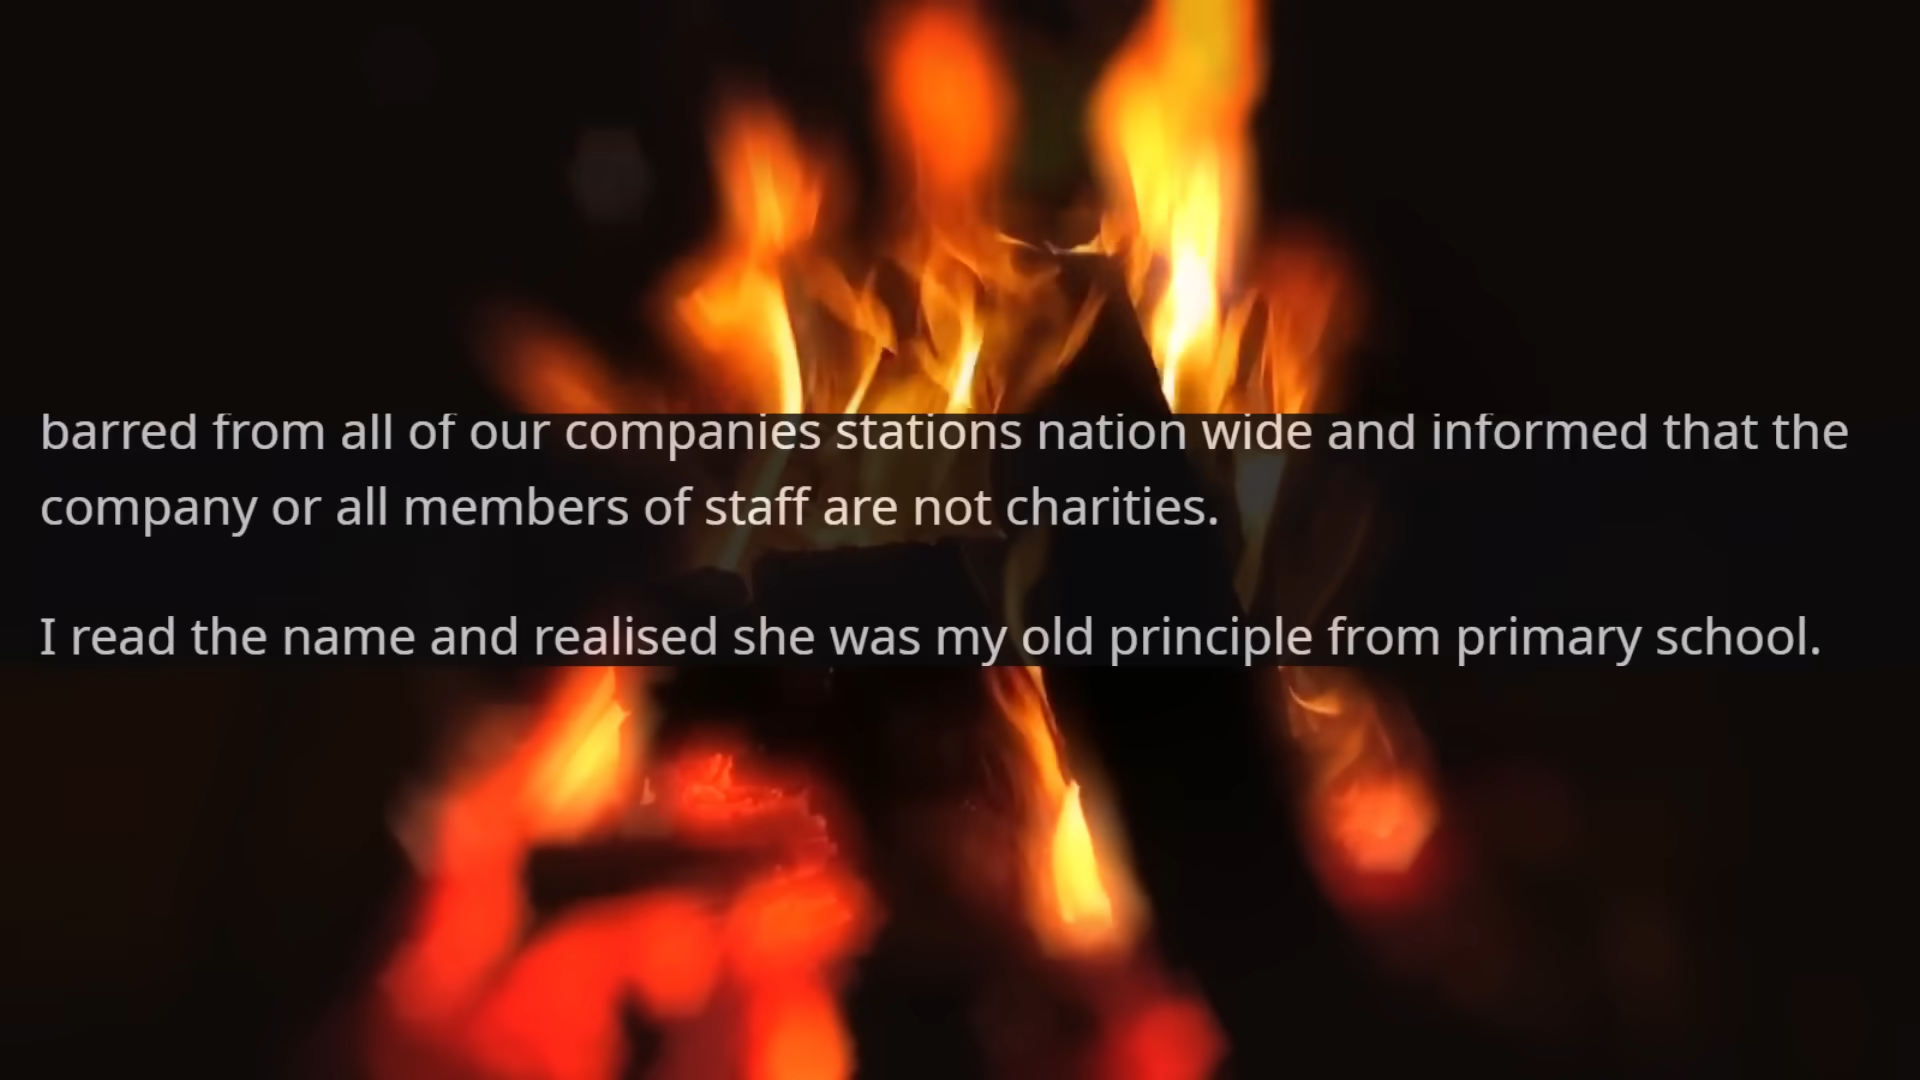 barred from all of our companies stations nation wide and informed that the
company or all members of staff are not charities.
I read the name and realised she was my old principle from primary school.